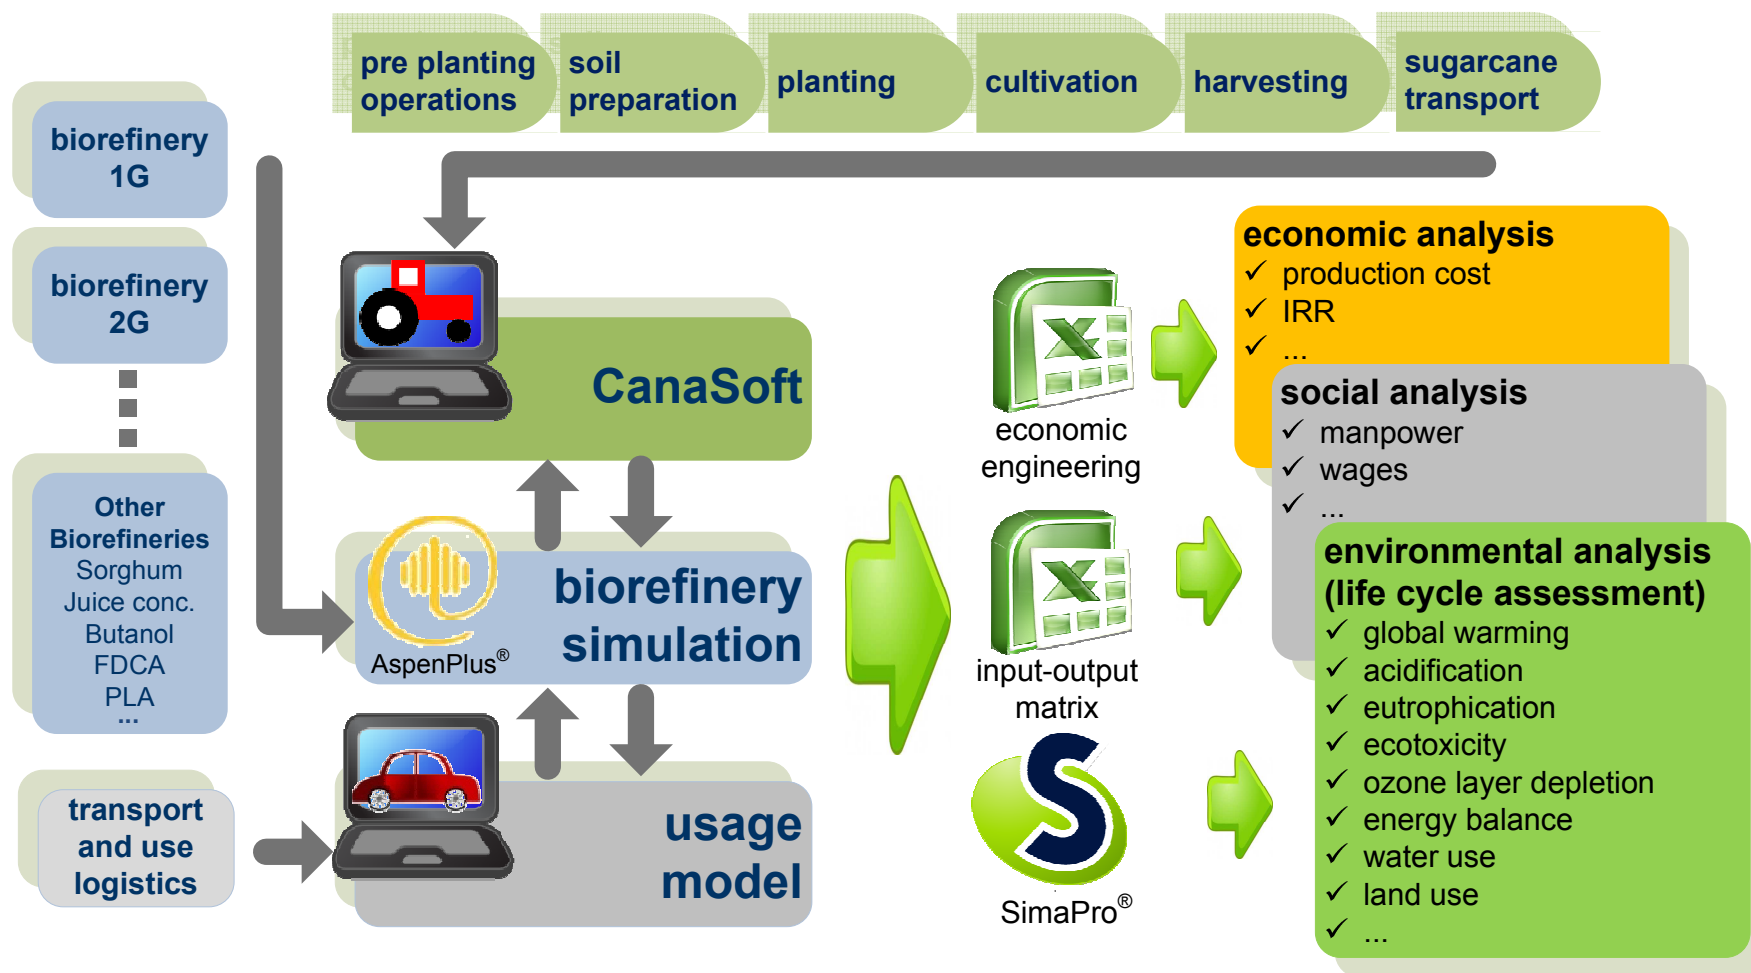 pre planting
operations
soil
preparation
planting
cultivation
harvesting
sugarcane
transport
biorefinery
1G
biorefinery
2G
Other
Biorefineries
Sorghum
Juice conc.
Butanol
FDCA
PLA
...
transport
and use
logistics
CanaSoft
biorefinery
simulation
AspenPlus®
usage
model
economic
engineering
input-output
matrix
SimaPro®
economic analysis
✓ production cost
✓ IRR
✓ ...
social analysis
✓ manpower
✓ wages
✓ ...
environmental analysis
(life cycle assessment)
✓ global warming
✓ acidification
✓ eutrophication
✓ ecotoxicity
✓ ozone layer depletion
✓ energy balance
✓ water use
✓ land use
✓ ...